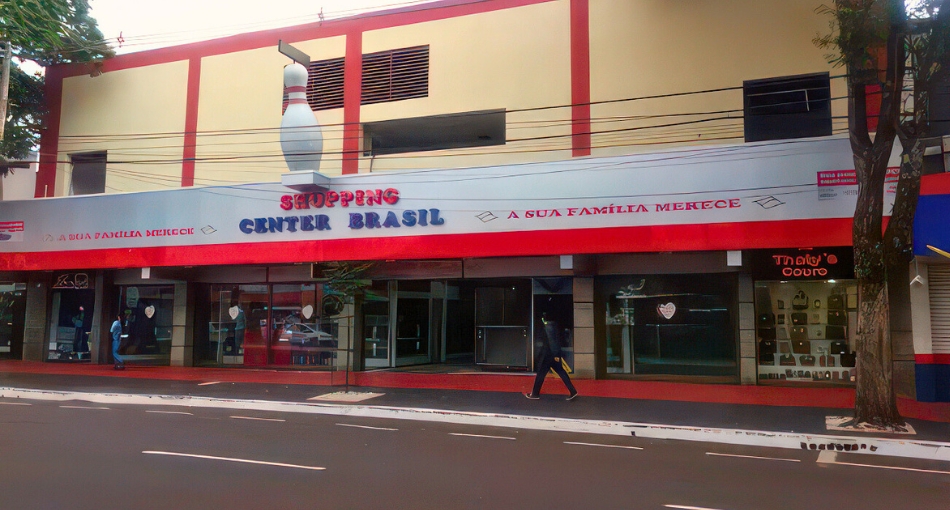 SHOPPING
CENTER BRASIL
A SUA FAMÍLIA MERECE
A SUA FAMÍLIA MERECE
Thaty's
Couro